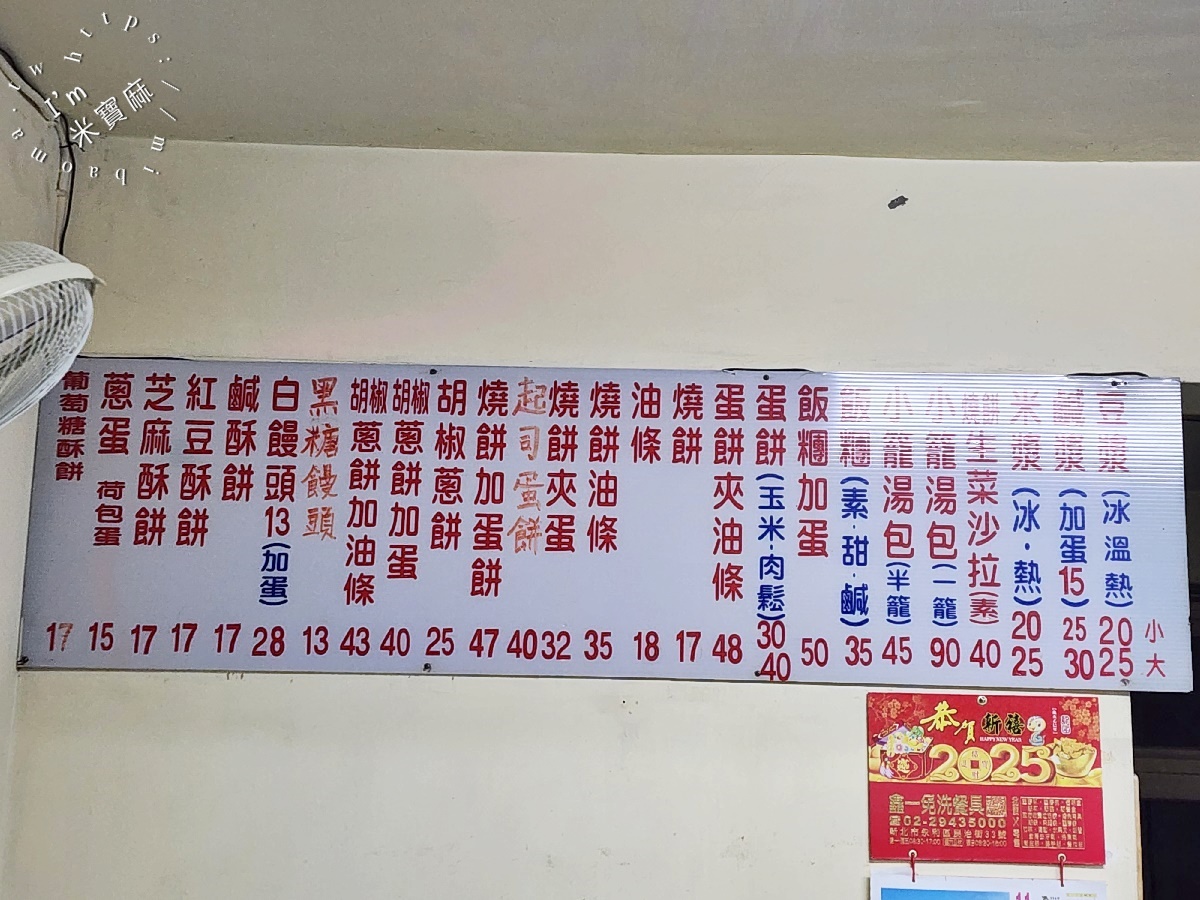 https://mibaoma.tw
I'm
米寶麻
豆漿(冰溫熱) 20 25 小 大
鹹漿(加蛋15) 25 30
米漿(冰.熱) 20 25
生菜沙拉(素) 40
小籠湯包(一籠) 90
小籠湯包(半籠) 45
飯糰(素甜.鹹) 35
飯糰加蛋 50
蛋餅(玉米.肉鬆) 30 40
蛋餅夾油條 48
燒餅 17
油條 18
燒餅油條 35
燒餅夾蛋 32
起司蛋餅 40
燒餅加蛋餅 47
胡椒蔥餅 25
胡椒蔥餅加蛋 40
胡椒蔥餅加油條 43
黑糖饅頭 13
白饅頭13(加蛋) 28
鹹酥餅 17
紅豆酥餅 17
芝麻酥餅 17
蔥蛋 荷包蛋 15
葡萄糖酥餅 17
恭賀新禧
HAPPY NEW YEAR
2025
鑫一免洗餐具
02-29435000